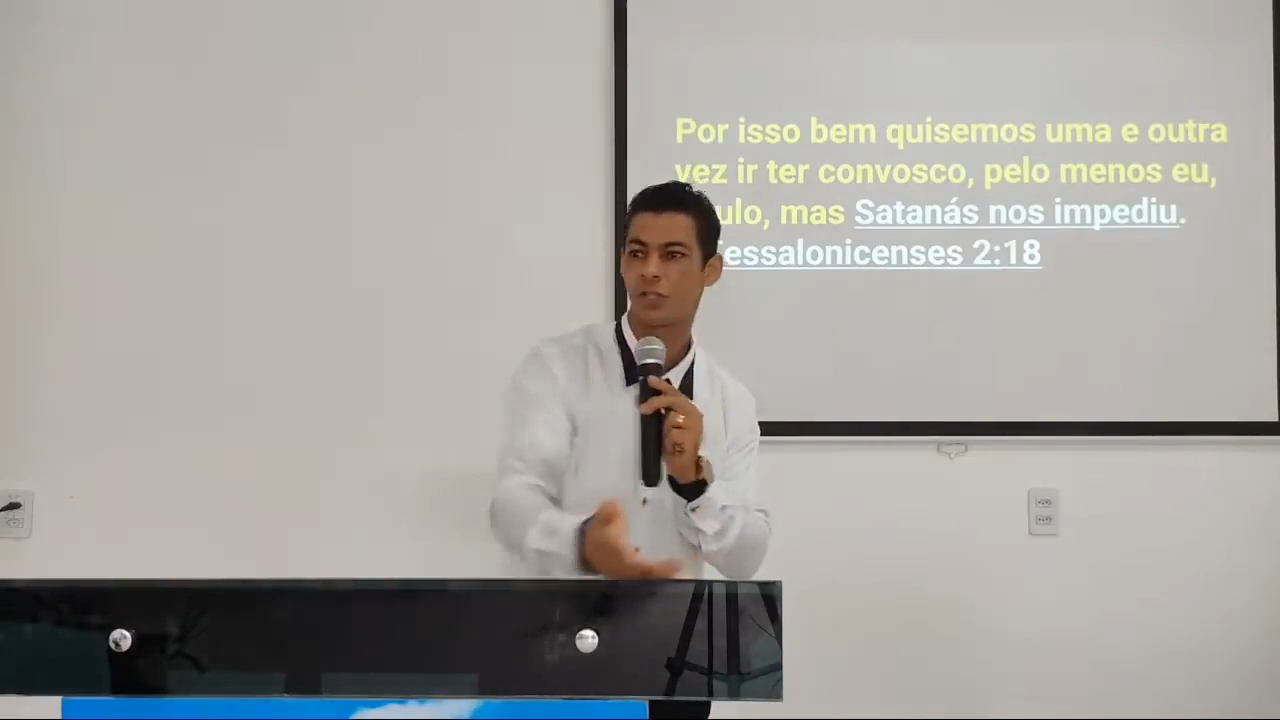 Por isso bem quisemos uma e outra
vez ir ter convosco, pelo menos eu,
ulo, mas Satanás nos impediu.
essalonicenses 2:18